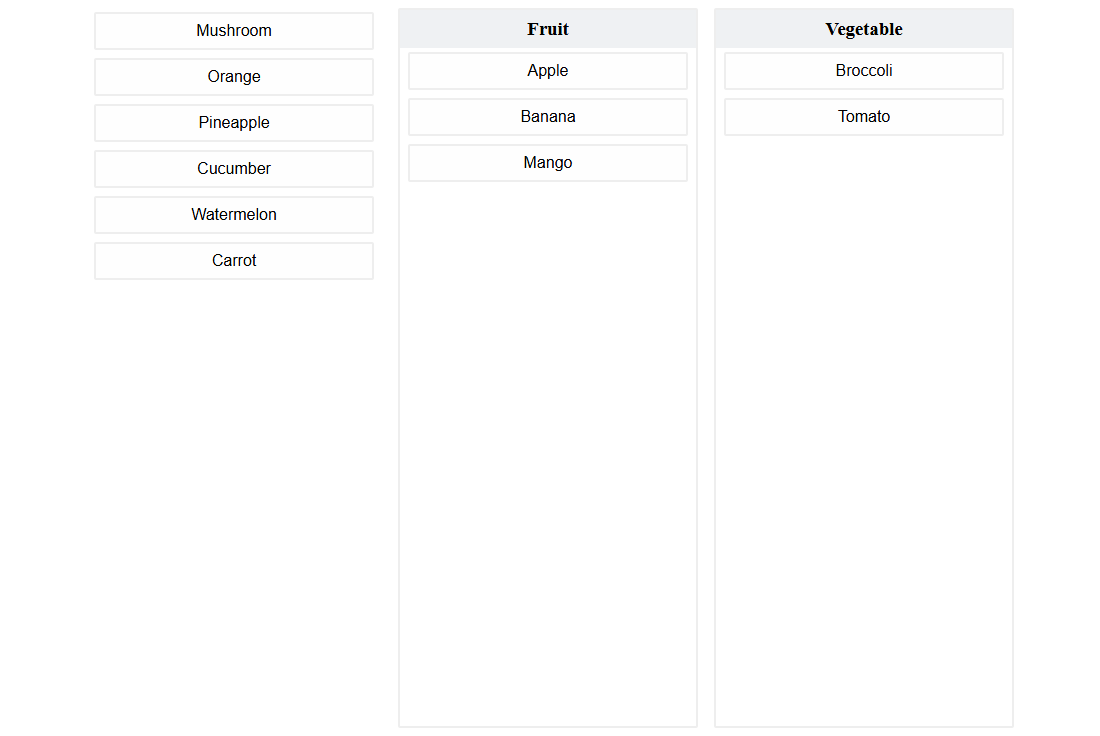 Mushroom
Orange
Pineapple
Cucumber
Watermelon
Carrot
Fruit
Apple
Banana
Mango
Vegetable
Broccoli
Tomato